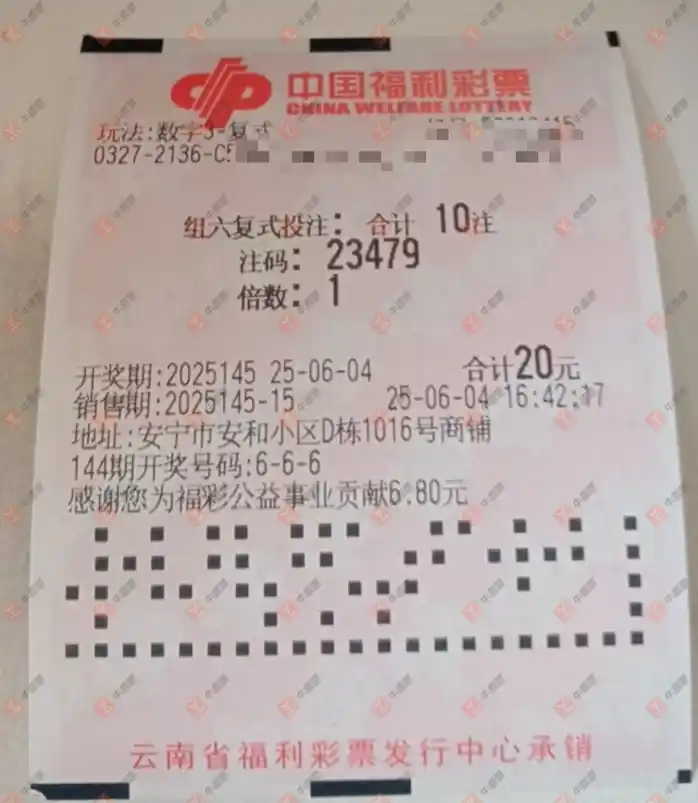 中国福利彩票
CHINA WELFARE LOTTERY
玩法:数字3-复式
0327-2136-C5
组六复式投注: 合计 10注
注码: 23479
倍数: 1
开奖期:2025145 25-06-04 合计20元
销售期:2025145-15 25-06-04 16:42:17
地址:安宁市安和小区D栋1016号商铺
144期开奖号码:6-6-6
感谢您为福彩公益事业贡献6.80元
云南省福利彩票发行中心承销